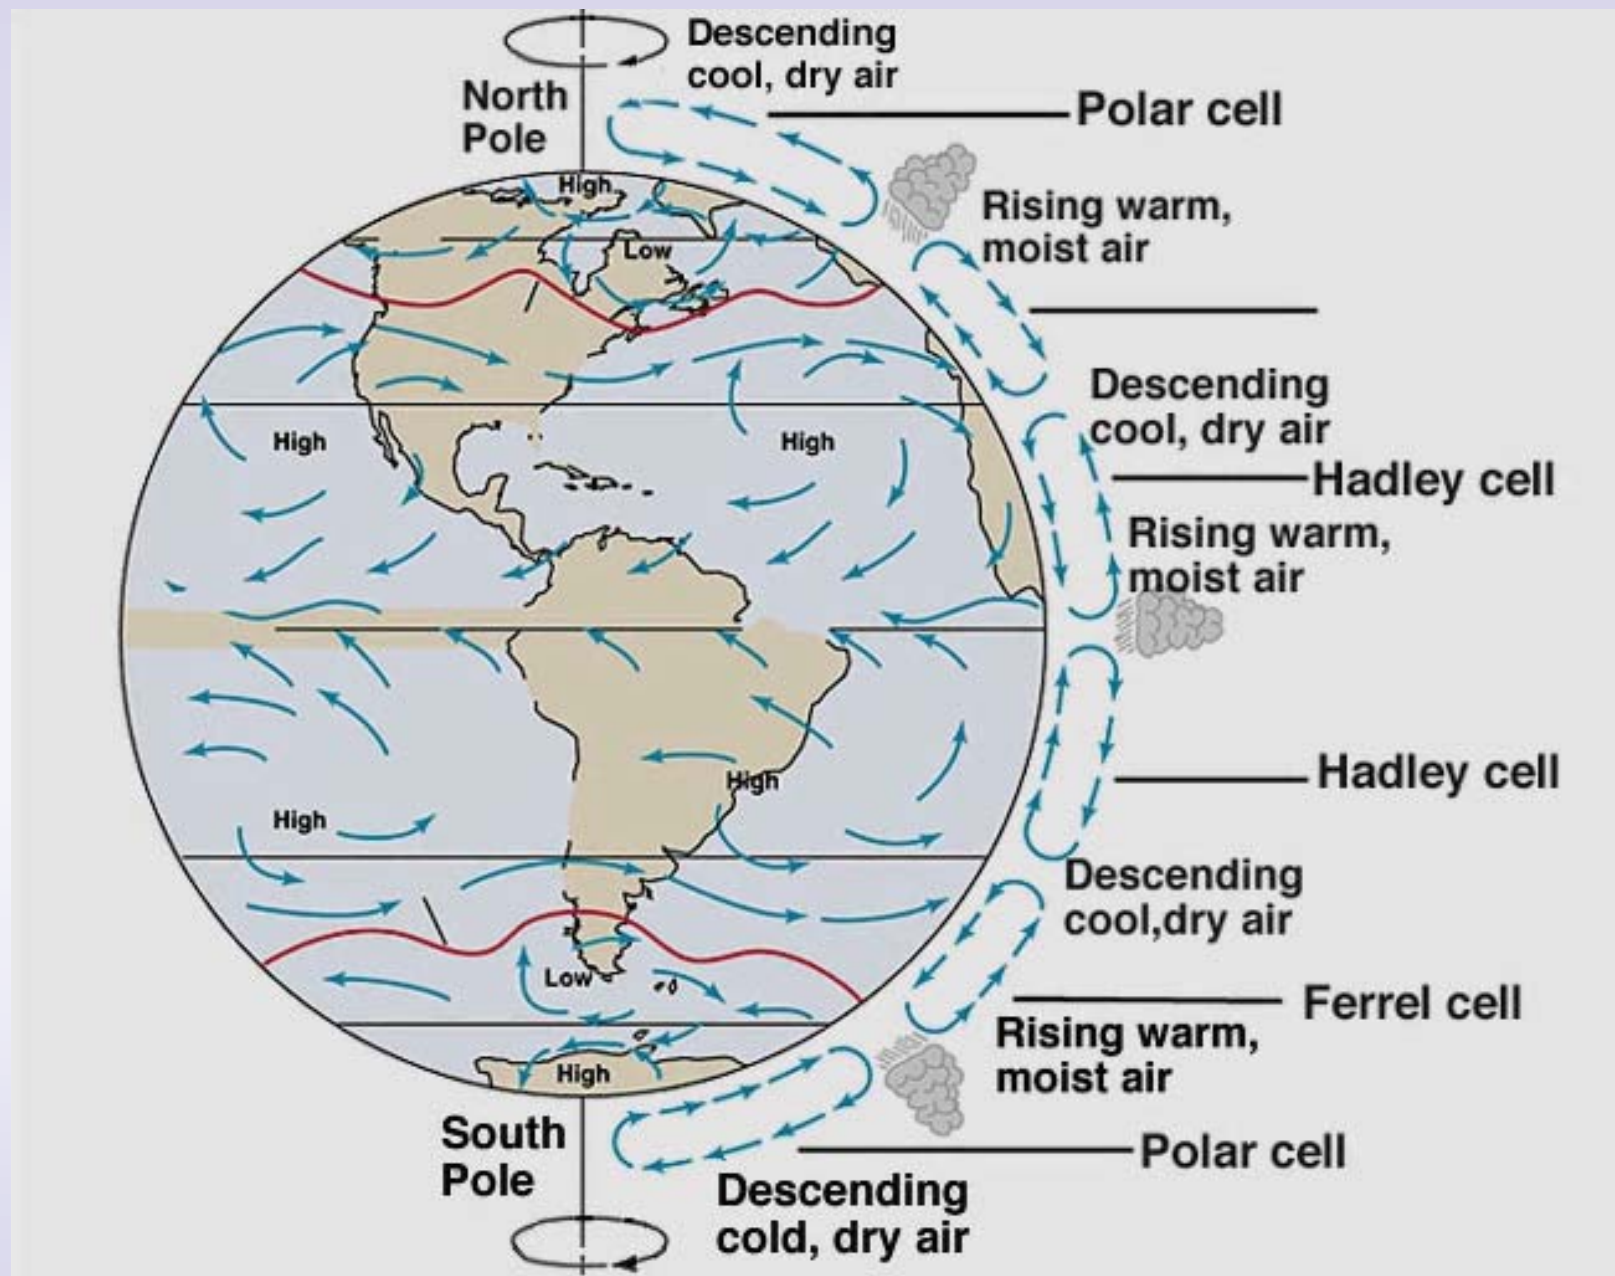 Descending
cool, dry air
North
Pole
Polar cell
High
Rising warm,
moist air
Low
Descending
cool, dry air
High
High
Hadley cell
Rising warm,
moist air
High
Hadley cell
High
Descending
cool,dry air
Low
Ferrel cell
Rising warm,
moist air
High
South
Pole
Polar cell
Descending
cold, dry air